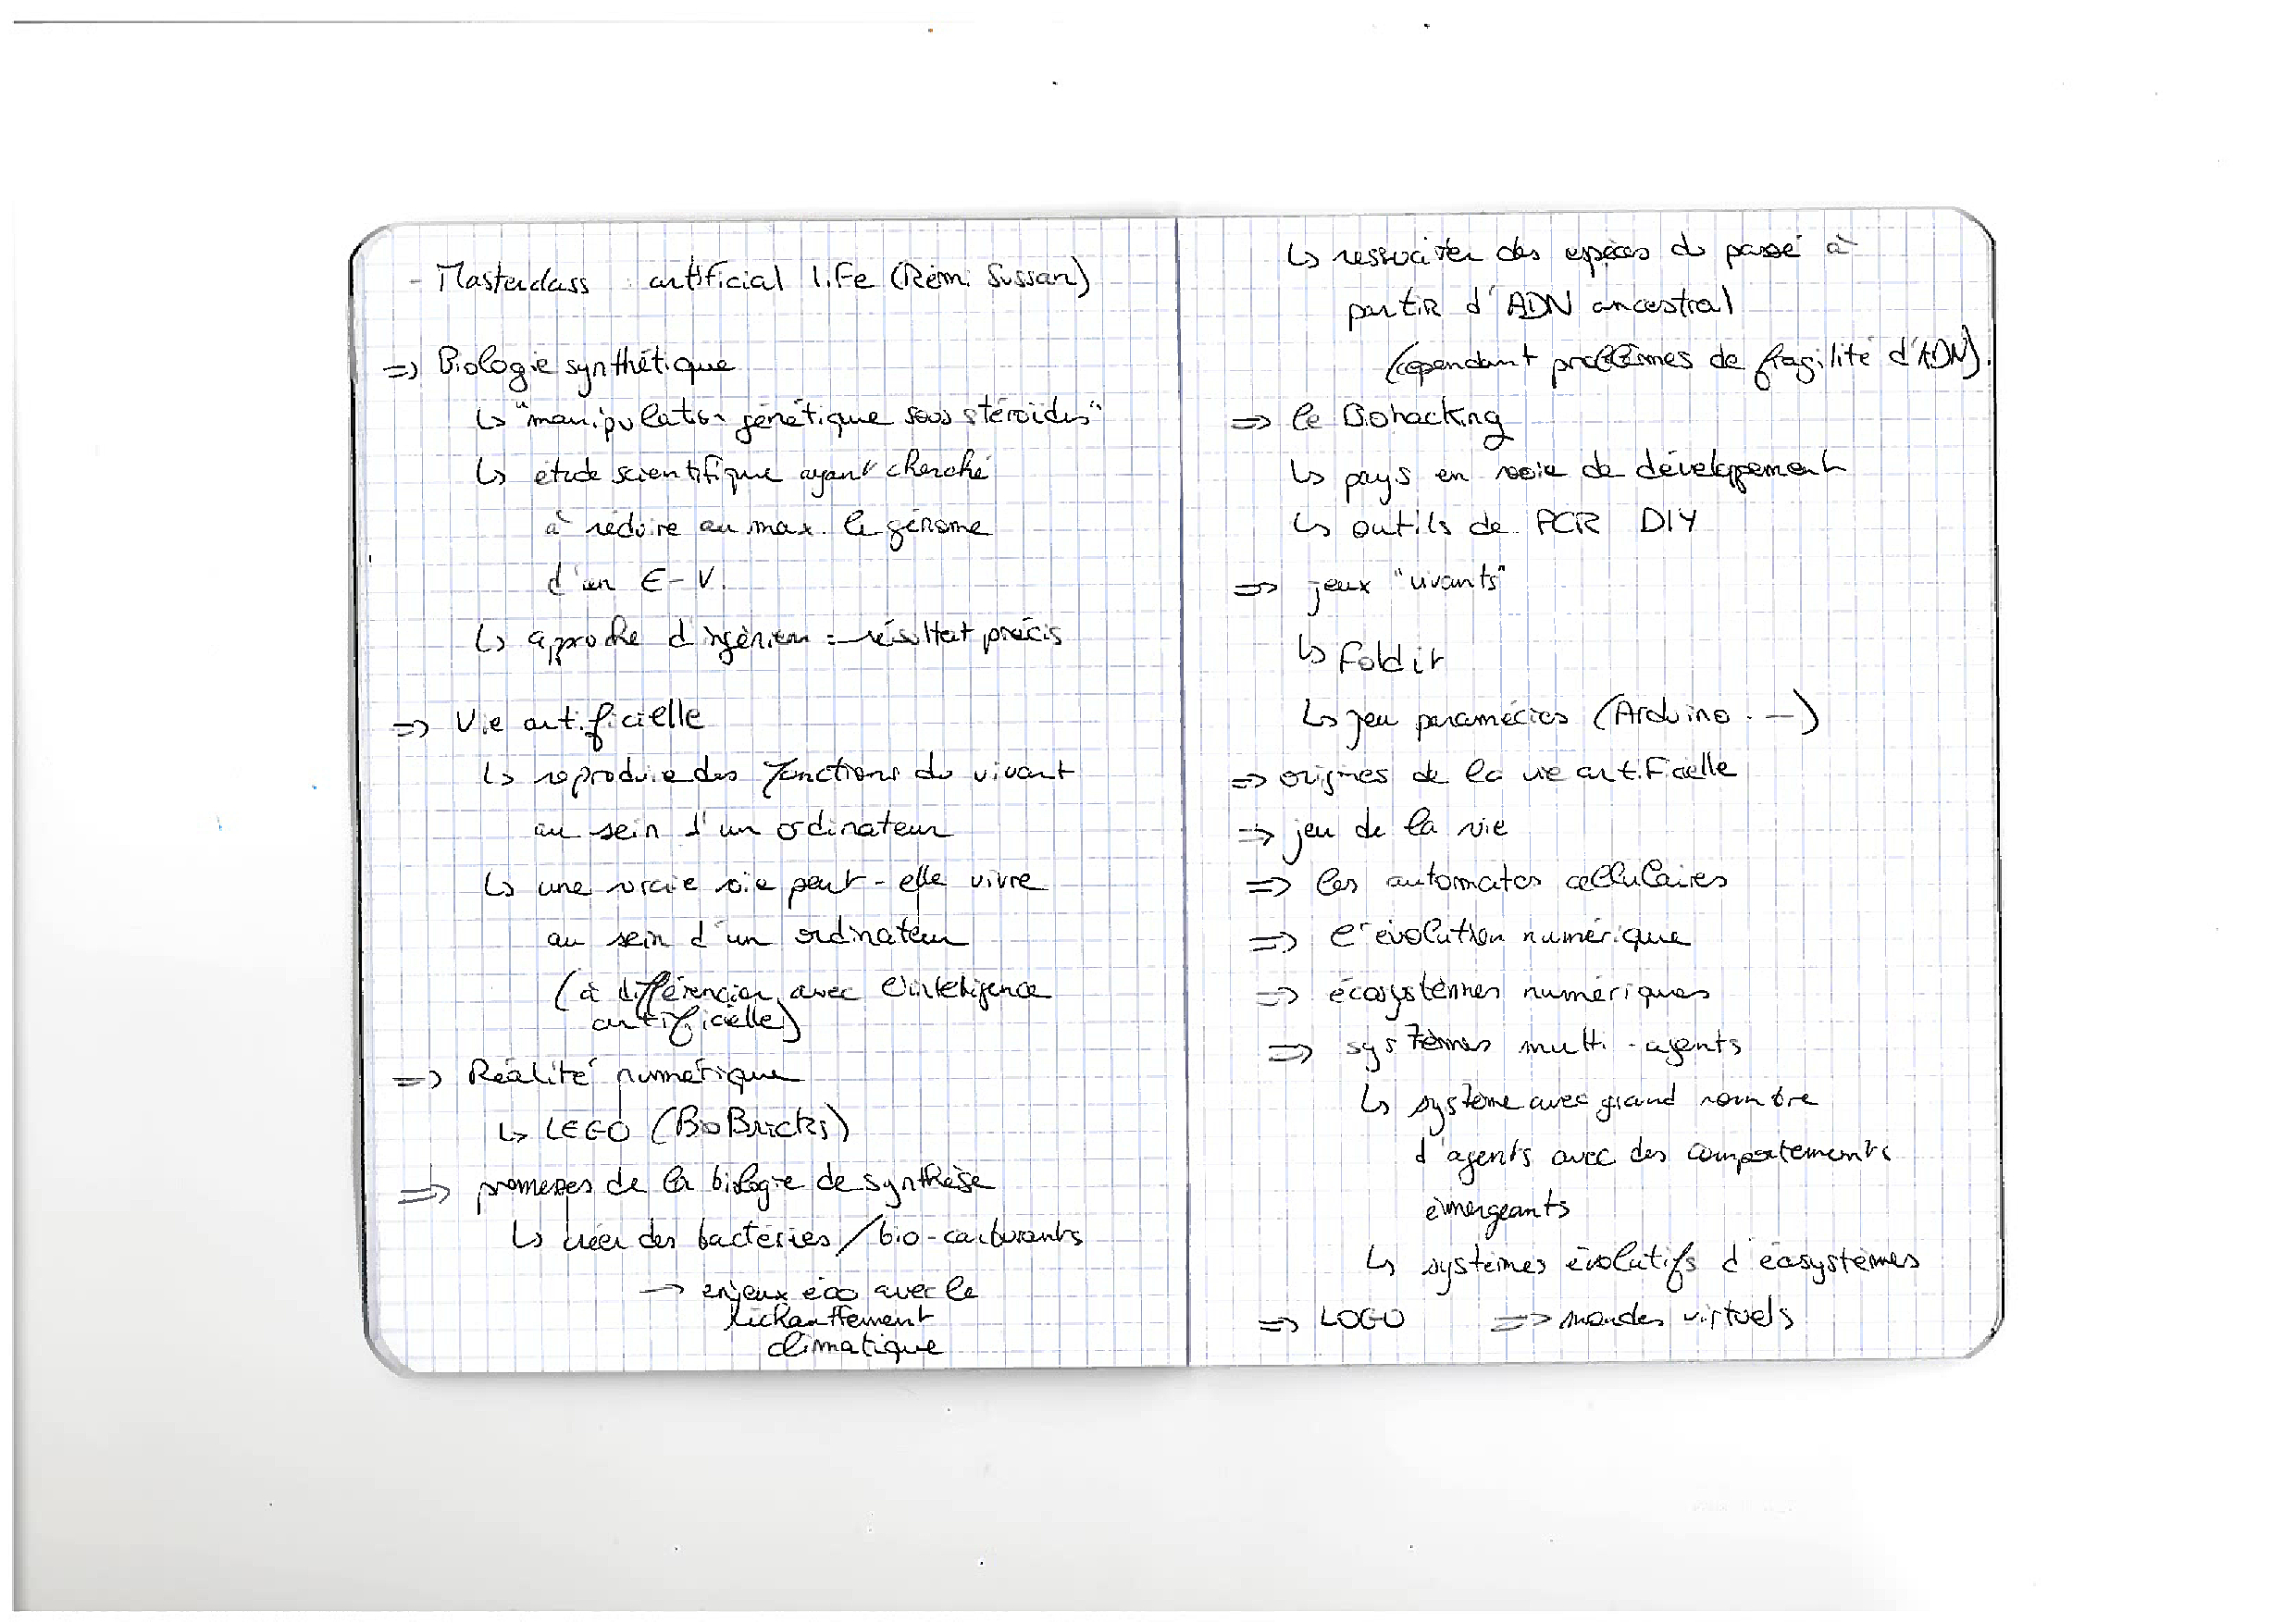 - Masterclass artificial life (Rémi Sussan)
=> Biologie synthétique
↳ "manipulation génétique sous stéroïdes"
↳ étude scientifique ayant cherché
à réduire au max. le génome
d'un E-V.
↳ approche d'ingénieur = résultat précis
=> Vie artificielle
↳ reproduire des fonctions du vivant
au sein d'un ordinateur
↳ une vraie vie peut-elle vivre
au sein d'un ordinateur
(à différencier avec l'intelligence
artificielle)
=> Réalité numérique
↳ LEGO (BioBricks)
=> promesses de la biologie de synthèse
↳ créer des bactéries / bio-carburants
→ enjeux éco avec le
réchauffement
climatique
↳ ressusciter des espèces du passé à
partir d'ADN ancestral
(cependant problèmes de fragilité d'ADN).
=> le Biohacking
↳ pays en voie de développement
↳ outils de PCR DIY
=> jeux "vivants"
↳ Foldit
↳ jeu paramécies (Arduino...)
=> origines de la vie artificielle
=> jeu de la vie
=> les automates cellulaires
=> l'évolution numérique
=> écosystèmes numériques
=> systèmes multi-agents
↳ système avec grand nombre
d'agents avec des comportements
émergeants
↳ systèmes évolutifs d'écosystèmes
=> LOGO => mondes virtuels